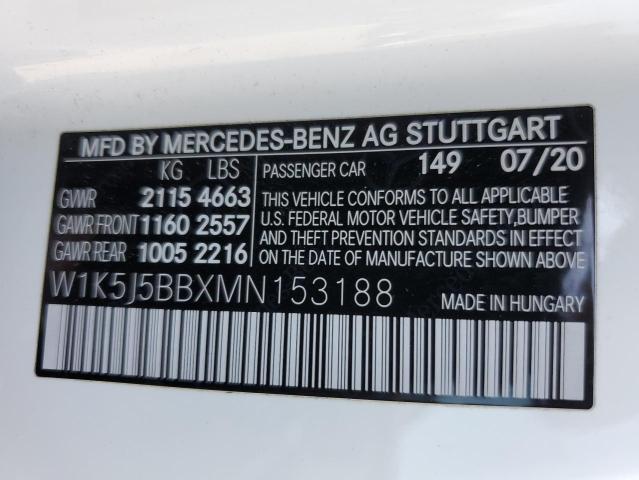 MFD BY MERCEDES-BENZ AG STUTTGART
KG LBS
GVWR 2115 4663
GAWR FRONT 1160 2557
GAWR REAR 1005 2216
PASSENGER CAR 149 07/20
THIS VEHICLE CONFORMS TO ALL APPLICABLE
U.S. FEDERAL MOTOR VEHICLE SAFETY,BUMPER
AND THEFT PREVENTION STANDARDS IN EFFECT
ON THE DATE OF MANUFACTURE SHOWN ABOVE.
W1K5J5BBXMN153188
MADE IN HUNGARY